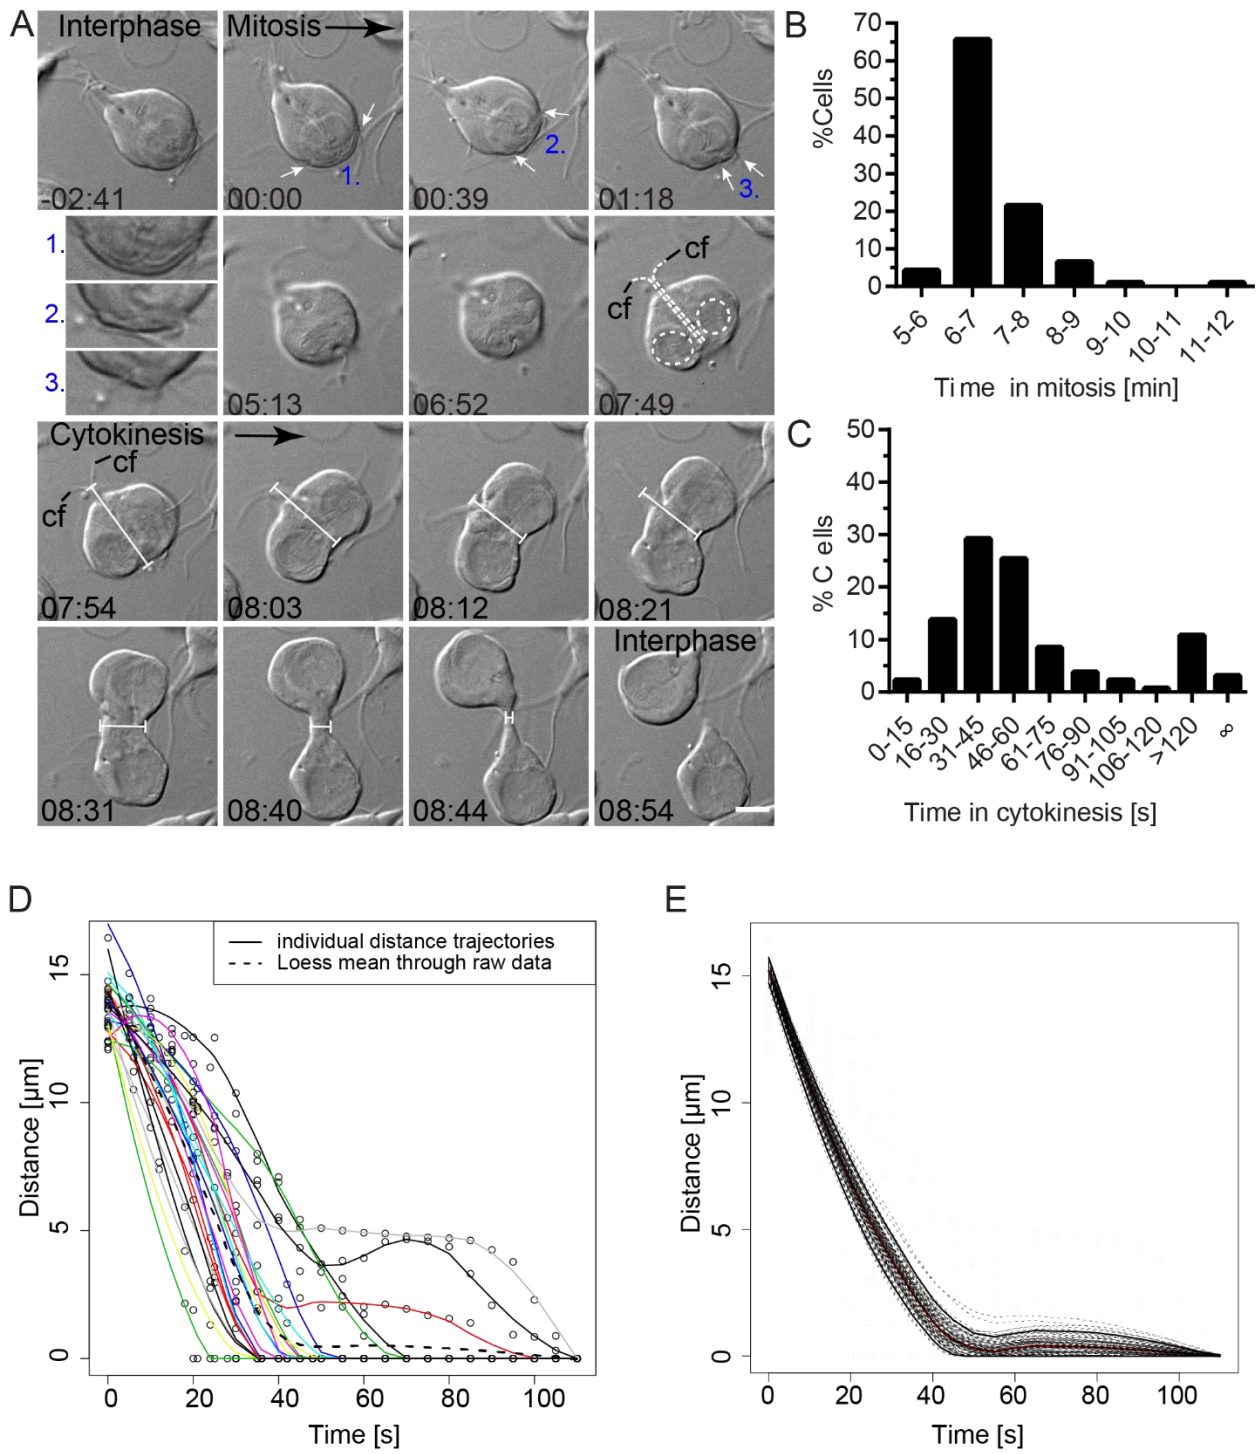 A
Interphase
Mitosis
-02:41
00:00
1.
00:39
2.
01:18
3.
1.
2.
3.
05:13
06:52
cf
cf
07:49
Cytokinesis
cf
cf
07:54
08:03
08:12
08:21
08:31
08:40
08:44
Interphase
08:54
B
%Cells
70
60
50
40
30
20
10
0
5-6
6-7
7-8
8-9
9-10
10-11
11-12
Time in mitosis [min]
C
% C ells
50
40
30
20
10
0
0-15
16-30
31-45
46-60
61-75
76-90
91-105
106-120
>120
∞
Time in cytokinesis [s]
D
individual distance trajectories
Loess mean through raw data
Distance [µm]
15
10
5
0
0 20 40 60 80 100
Time [s]
E
Distance [µm]
15
10
5
0
0 20 40 60 80 100
Time [s]